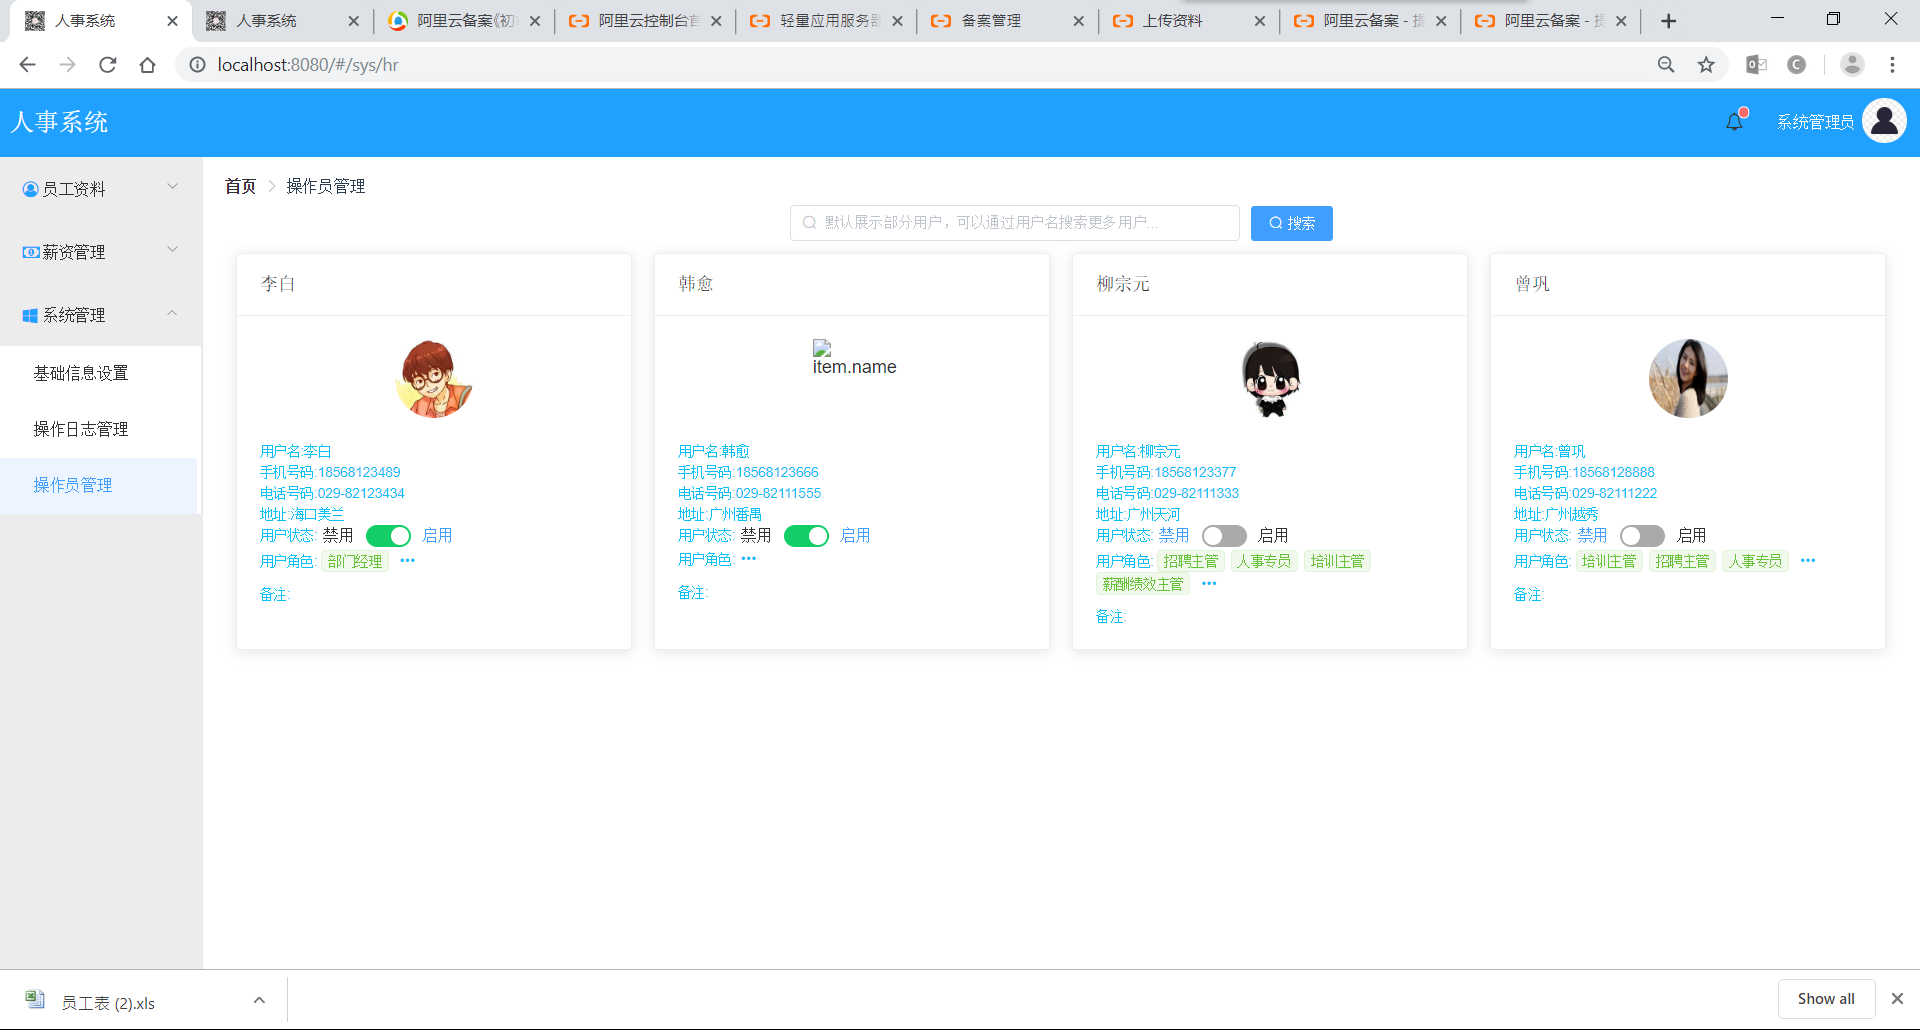 人事系统
人事系统
阿里云备案《初
阿里云控制台首
轻量应用服务器
备案管理
上传资料
阿里云备案 - 提
阿里云备案 - 提
localhost:8080/#/sys/hr
人事系统
系统管理员
员工资料
薪资管理
系统管理
基础信息设置
操作日志管理
操作员管理
首页
操作员管理
默认展示部分用户，可以通过用户名搜索更多用户...
搜索
李白
用户名:李白
手机号码:18568123489
电话号码:029-82123434
地址:海口美兰
用户状态: 禁用 启用
用户角色: 部门经理 •••
备注:
韩愈
item.name
用户名:韩愈
手机号码:18568123666
电话号码:029-82111555
地址:广州番禺
用户状态: 禁用 启用
用户角色: •••
备注:
柳宗元
用户名:柳宗元
手机号码:18568123377
电话号码:029-82111333
地址:广州天河
用户状态: 禁用 启用
用户角色: 招聘主管 人事专员 培训主管
薪酬绩效主管 •••
备注:
曾巩
用户名:曾巩
手机号码:18568128888
电话号码:029-82111222
地址:广州越秀
用户状态: 禁用 启用
用户角色: 培训主管 招聘主管 人事专员 •••
备注:
员工表 (2).xls
Show all